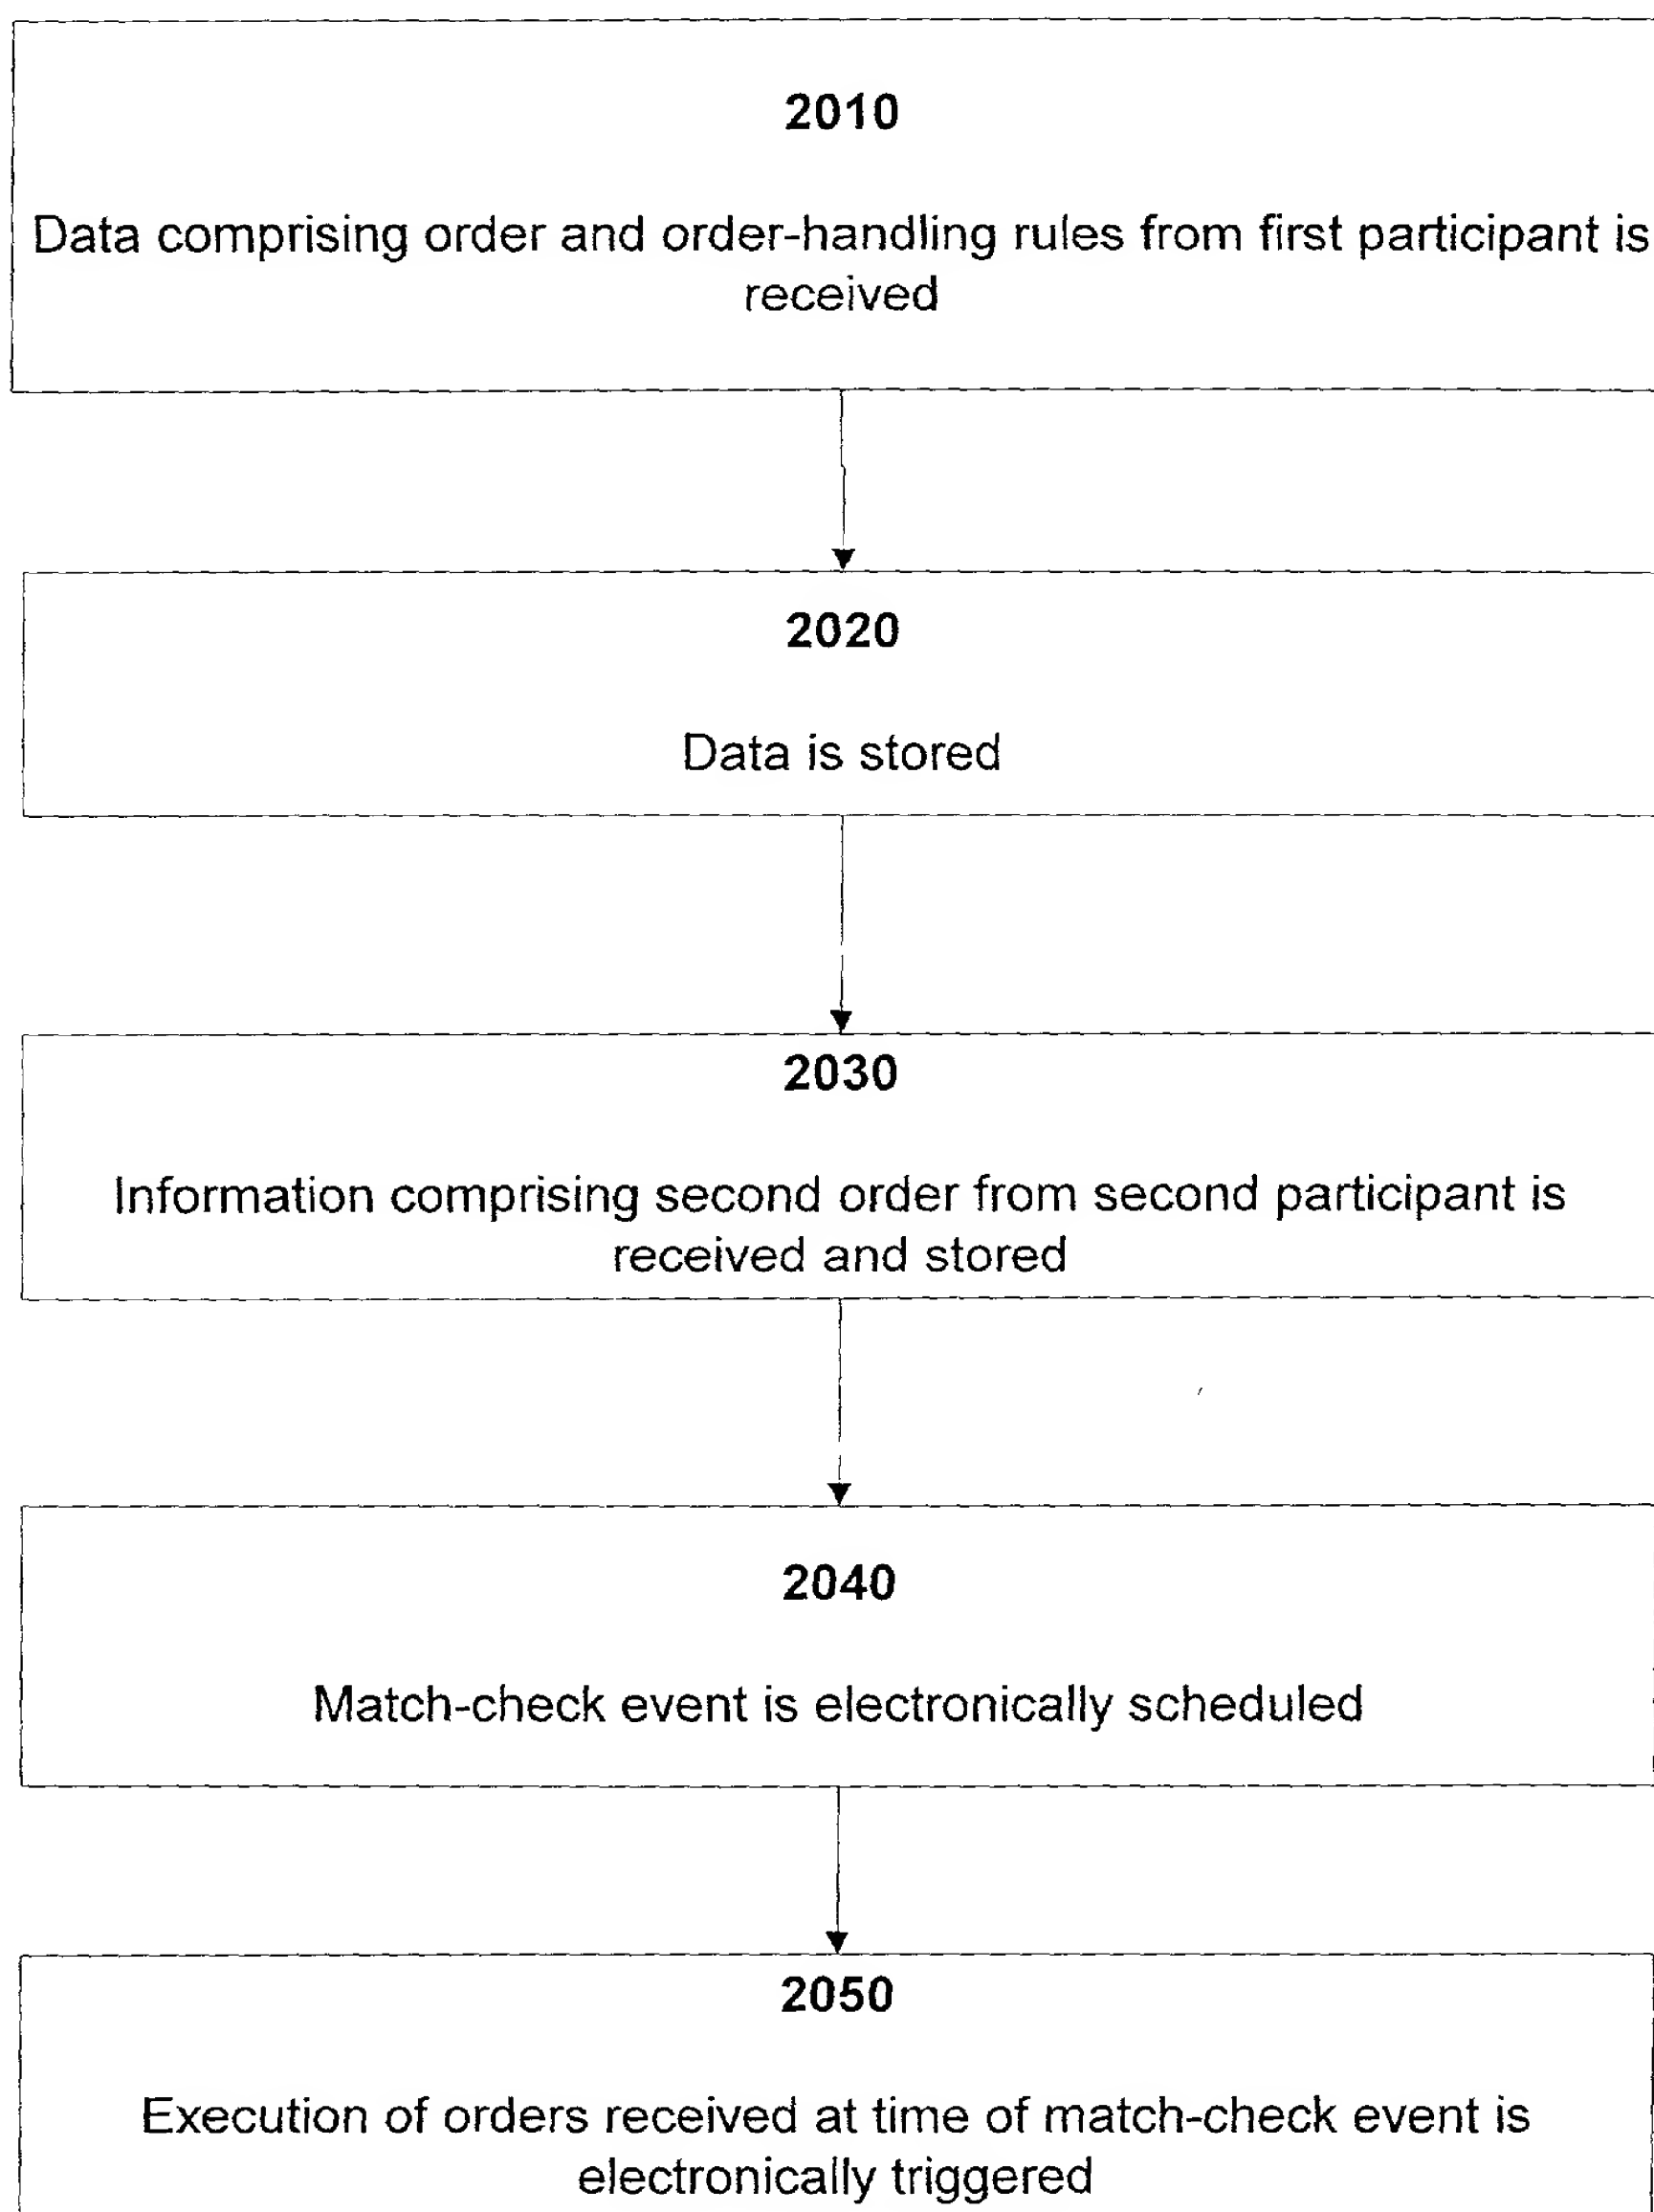 2010
Data comprising order and order-handling rules from first participant is
received
2020
Data is stored
2030
Information comprising second order from second participant is
received and stored
2040
Match-check event is electronically scheduled
2050
Execution of orders received at time of match-check event is
electronically triggered